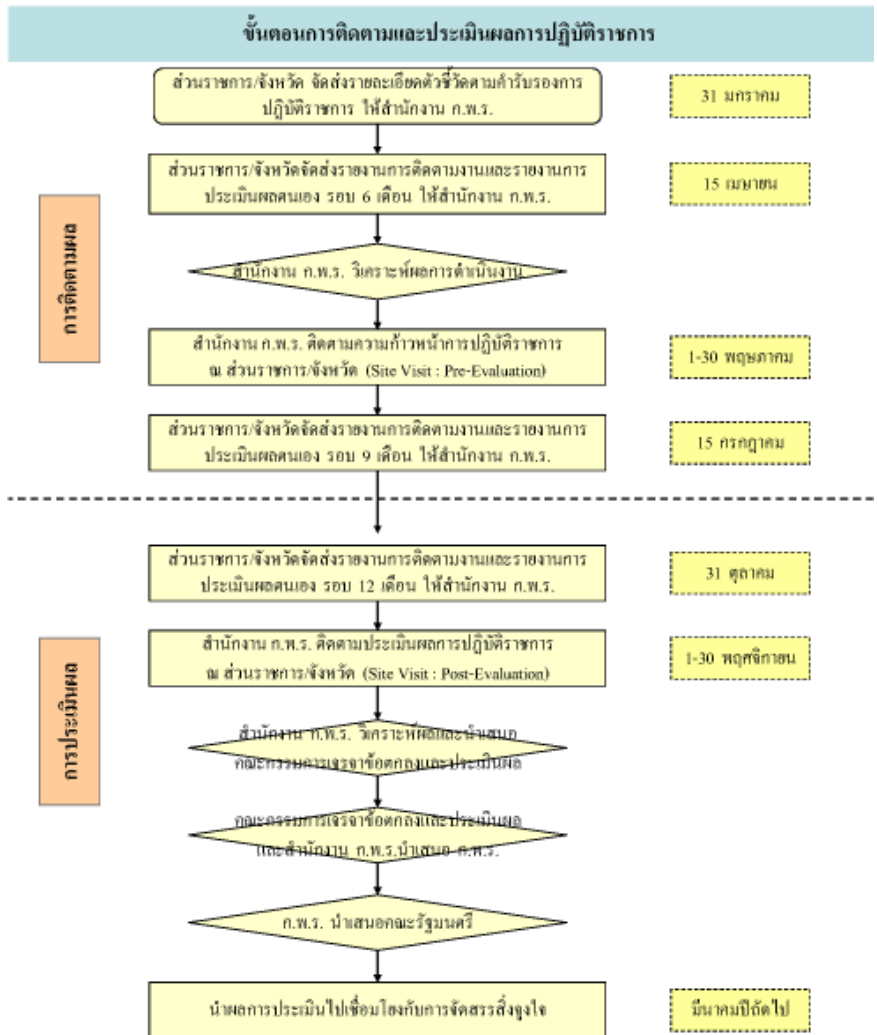 ขั้นตอนการติดตามและประเมินผลการปฏิบัติราชการ
ส่วนราชการ/จังหวัด จัดส่งรายละเอียดตัวชี้วัดตามคำรับรองการ
ปฏิบัติราชการ ให้สำนักงาน ก.พ.ร.
31 มกราคม
ส่วนราชการ/จังหวัดจัดส่งรายงานการติดตามงานและรายงานการ
ประเมินผลตนเอง รอบ 6 เดือน ให้สำนักงาน ก.พ.ร.
15 เมษายน
การติดตามผล
สำนักงาน ก.พ.ร. วิเคราะห์ผลการดำเนินงาน
สำนักงาน ก.พ.ร. ติดตามความก้าวหน้าการปฏิบัติราชการ
ณ ส่วนราชการ/จังหวัด (Site Visit : Pre-Evaluation)
1-30 พฤษภาคม
ส่วนราชการ/จังหวัดจัดส่งรายงานการติดตามงานและรายงานการ
ประเมินผลตนเอง รอบ 9 เดือน ให้สำนักงาน ก.พ.ร.
15 กรกฎาคม
ส่วนราชการ/จังหวัดจัดส่งรายงานการติดตามงานและรายงานการ
ประเมินผลตนเอง รอบ 12 เดือน ให้สำนักงาน ก.พ.ร.
31 ตุลาคม
สำนักงาน ก.พ.ร. ติดตามประเมินผลการปฏิบัติราชการ
ณ ส่วนราชการ/จังหวัด (Site Visit : Post-Evaluation)
1-30 พฤศจิกายน
การประเมินผล
สำนักงาน ก.พ.ร. วิเคราะห์ผลและนำเสนอ
คณะกรรมการเจรจาข้อตกลงและประเมินผล
คณะกรรมการเจรจาข้อตกลงและประเมินผล
และสำนักงาน ก.พ.ร.นำเสนอ ก.พ.ร.
ก.พ.ร. นำเสนอคณะรัฐมนตรี
นำผลการประเมินไปเชื่อมโยงกับการจัดสรรสิ่งจูงใจ
มีนาคมปีถัดไป